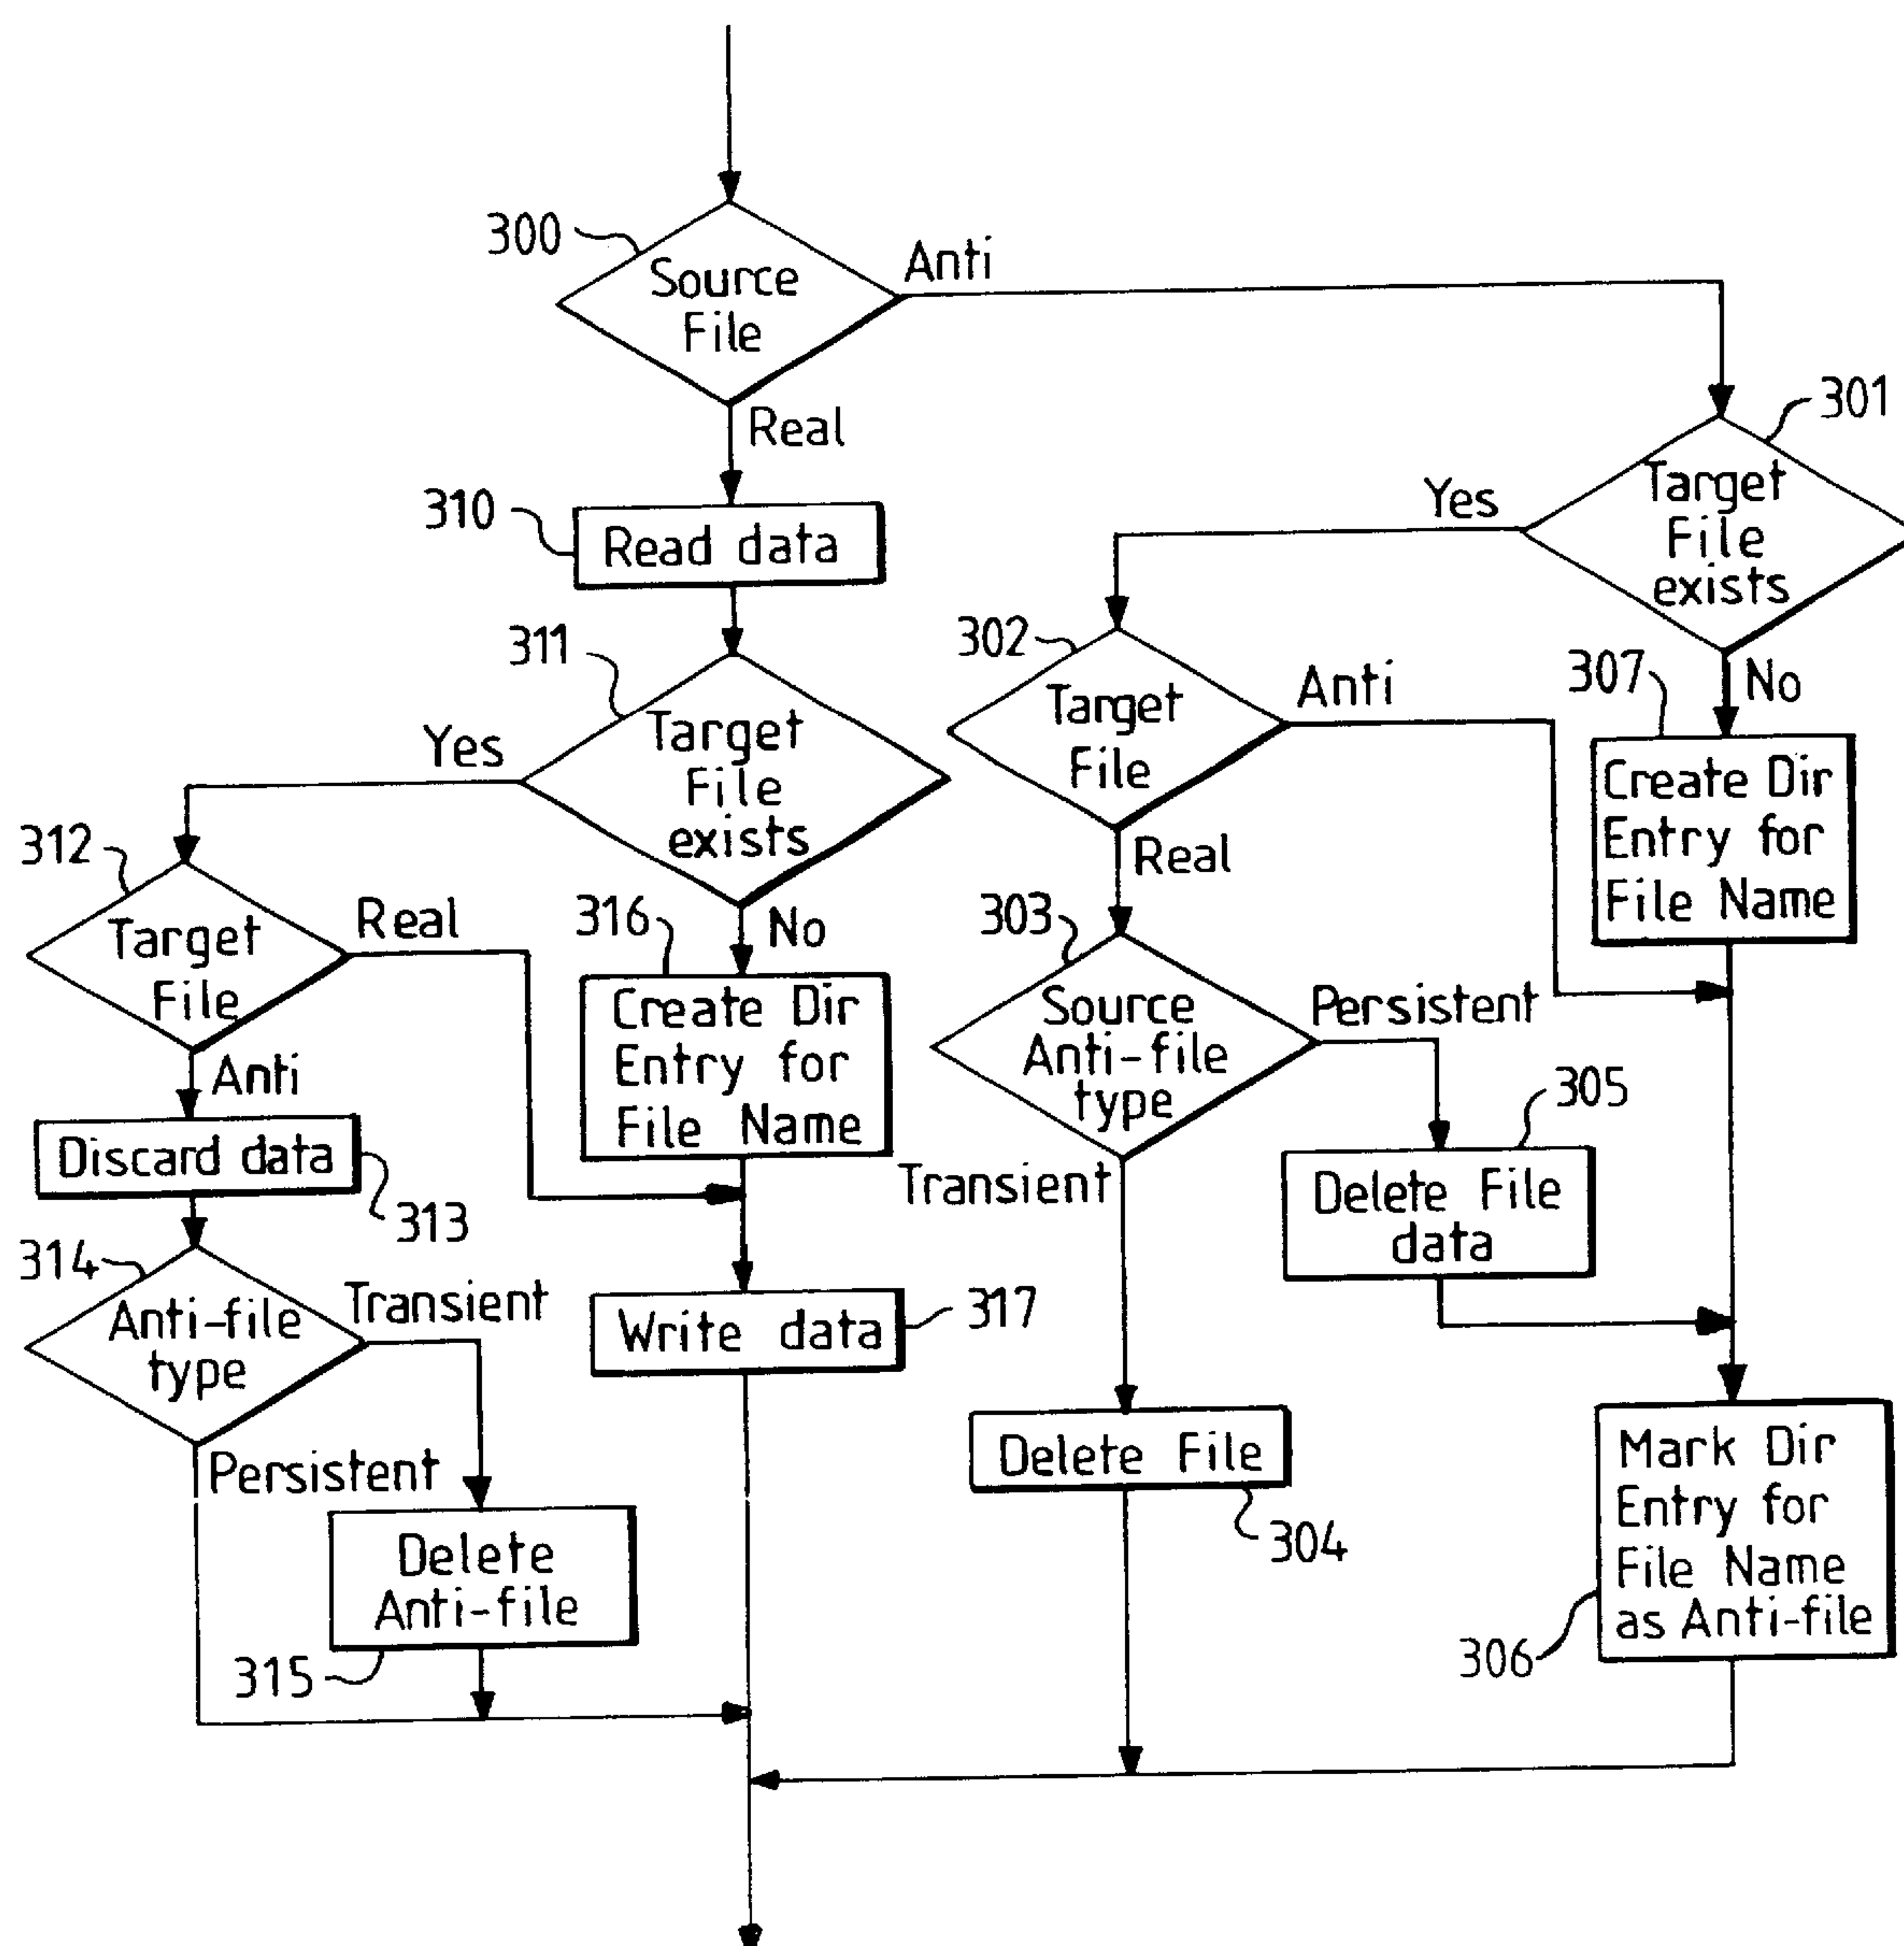 300
Source
File
Anti
Real
310
Read data
301
Target
File
exists
Yes
No
311
Target
File
exists
Yes
No
302
Target
File
Anti
Real
307
Create Dir
Entry for
File Name
312
Target
File
Real
Anti
316
Create Dir
Entry for
File Name
303
Source
Anti-file
type
Persistent
Transient
305
Delete File
data
Discard data
313
314
Anti-file
type
Transient
Persistent
Write data
317
Delete File
304
Mark Dir
Entry for
File Name
as Anti-file
306
Delete
Anti-file
315